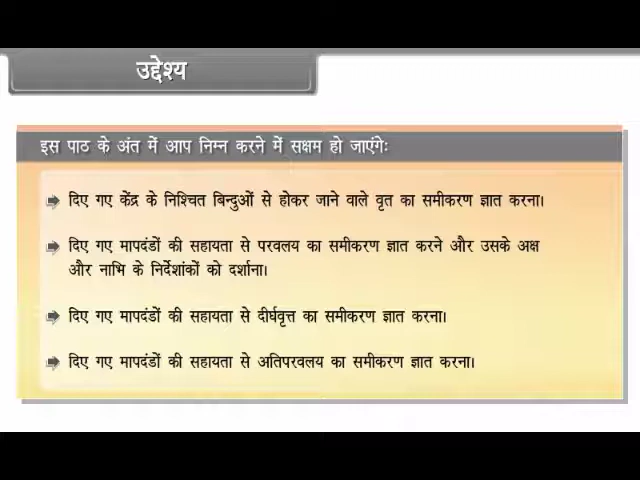 उद्देश्य
इस पाठ के अंत में आप निम्न करने में सक्षम हो जाएंगेः
दिए गए केंद्र के निश्चित बिन्दुओं से होकर जाने वाले वृत का समीकरण ज्ञात करना।
दिए गए मापदंडों की सहायता से परवलय का समीकरण ज्ञात करने और उसके अक्ष
और नाभि के निर्देशांकों को दर्शाना।
दिए गए मापदंडों की सहायता से दीर्घवृत्त का समीकरण ज्ञात करना।
दिए गए मापदंडों की सहायता से अतिपरवलय का समीकरण ज्ञात करना।